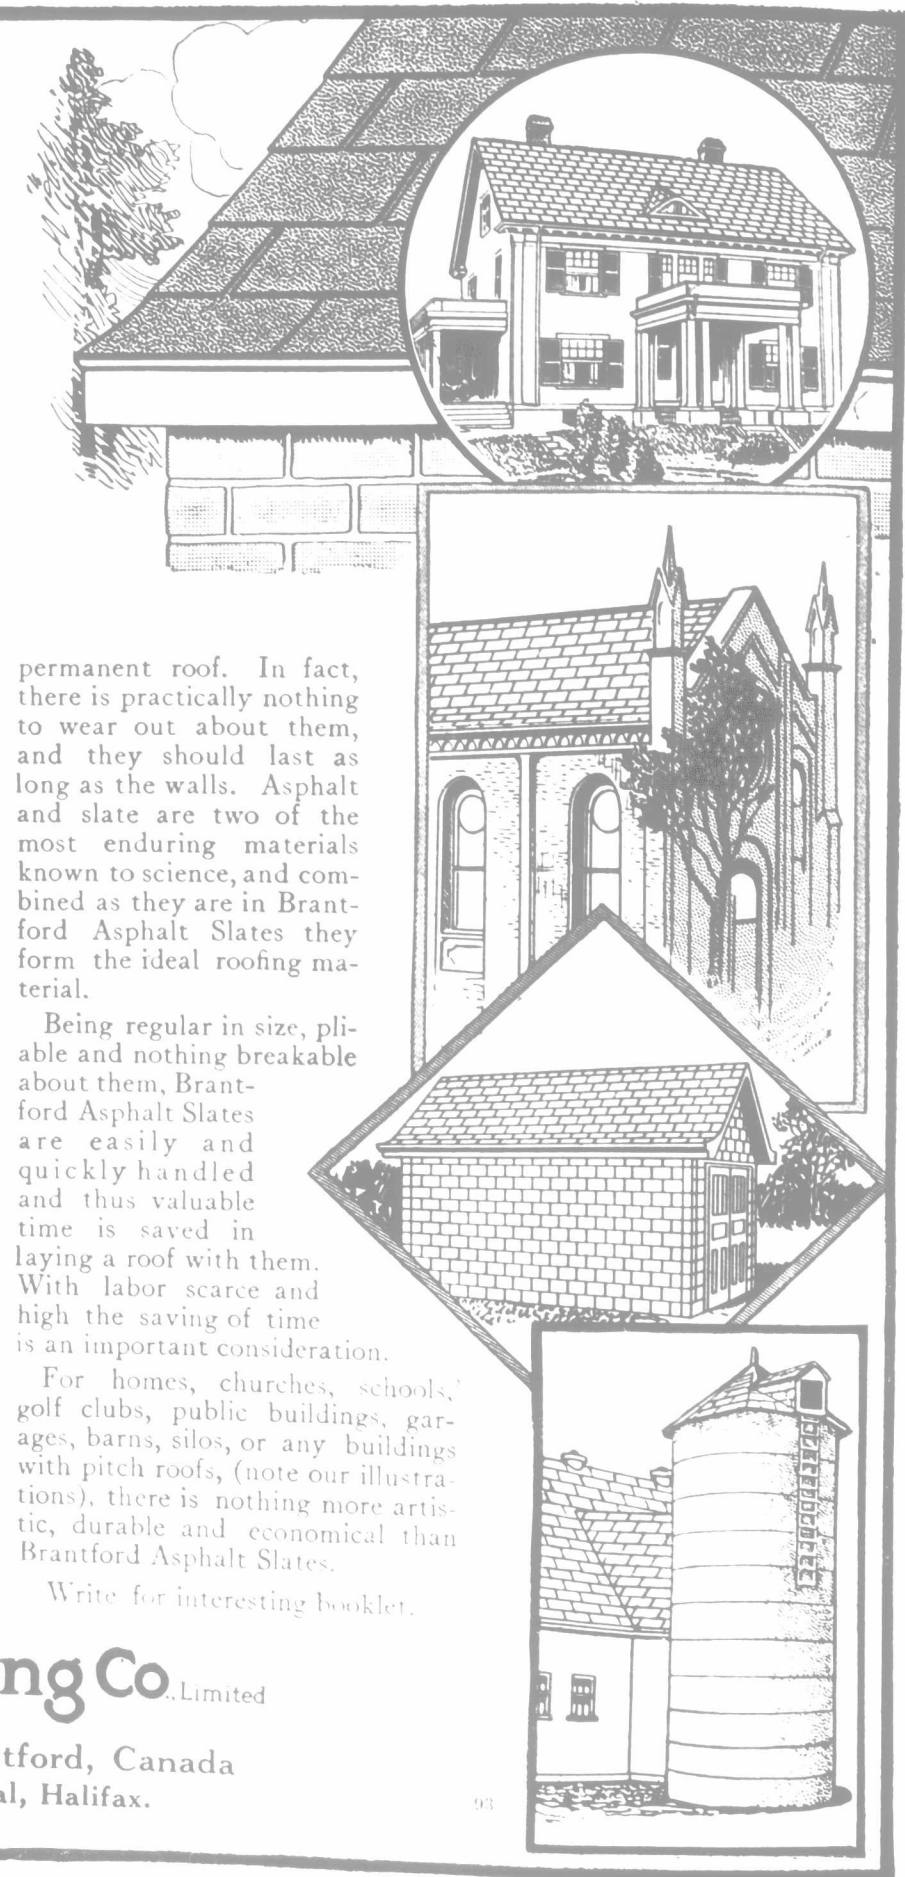 permanent roof. In fact,
there is practically nothing
to wear out about them,
and they should last as
long as the walls. Asphalt
and slate are two of the
most enduring materials
known to science, and com-
bined as they are in Brant-
ford Asphalt Slates they
form the ideal roofing ma-
terial.
Being regular in size, pli-
able and nothing breakable
about them, Brant-
ford Asphalt Slates
are easily and
quickly handled
and thus valuable
time is saved in
laying a roof with them.
With labor scarce and
high the saving of time
is an important consideration.
For homes, churches, schools,
golf clubs, public buildings, gar-
ages, barns, silos, or any buildings
with pitch roofs, (note our illustra-
tions), there is nothing more artis-
tic, durable and economical than
Brantford Asphalt Slates.
Write for interesting booklet.
ng Co., Limited
tford, Canada
al, Halifax.
93